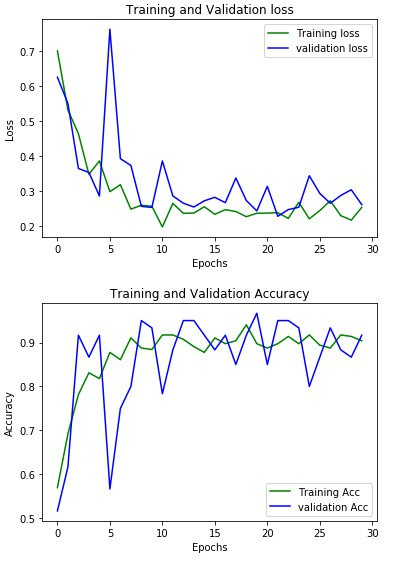 Training and Validation loss
Training loss
validation loss
0.7
0.6
0.5
0.4
0.3
0.2
Loss
0 5 10 15 20 25 30
Epochs
Training and Validation Accuracy
0.9
0.8
0.7
0.6
0.5
Accuracy
Training Acc
validation Acc
0 5 10 15 20 25 30
Epochs